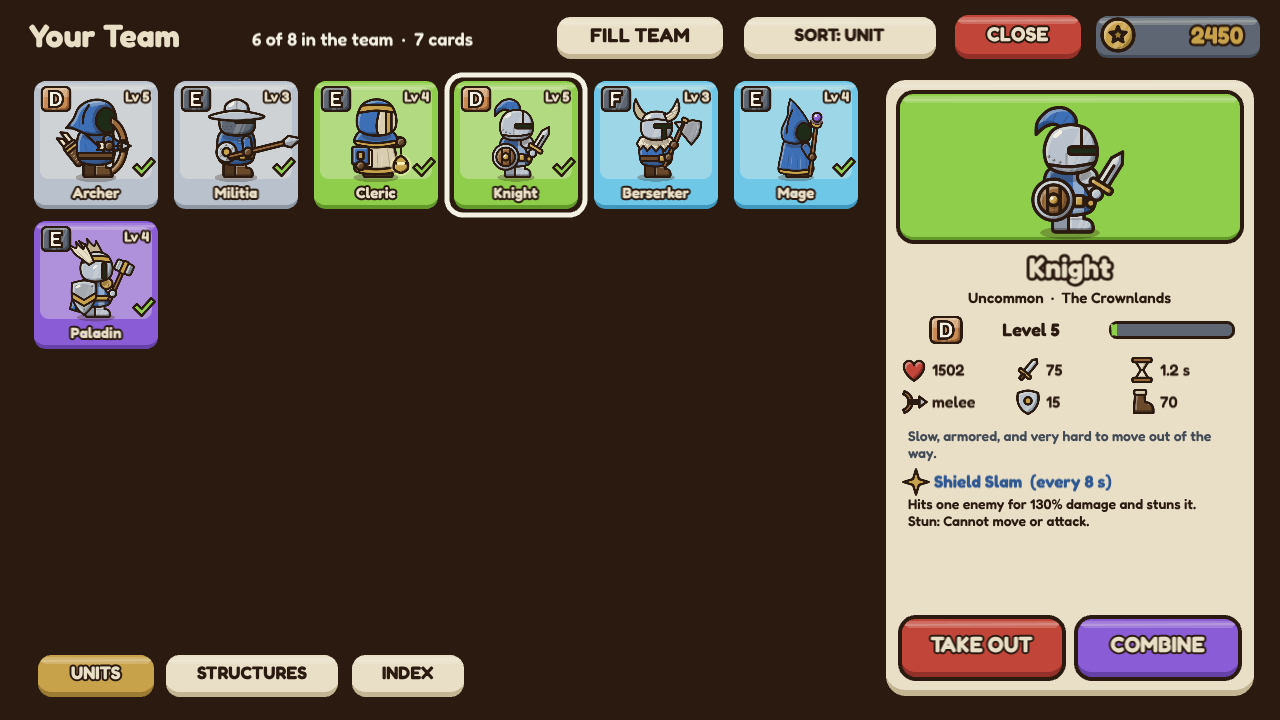 Your Team
6 of 8 in the team · 7 cards
FILL TEAM
SORT: UNIT
CLOSE
2450
D Lv 5
Archer
E Lv 3
Militia
E Lv 4
Cleric
D Lv 5
Knight
F Lv 3
Berserker
E Lv 4
Mage
E Lv 4
Paladin
Knight
Uncommon · The Crownlands
D Level 5
1502 75 1.2 s
melee 15 70
Slow, armored, and very hard to move out of the
way.
Shield Slam (every 8 s)
Hits one enemy for 130% damage and stuns it.
Stun: Cannot move or attack.
TAKE OUT
COMBINE
UNITS
STRUCTURES
INDEX